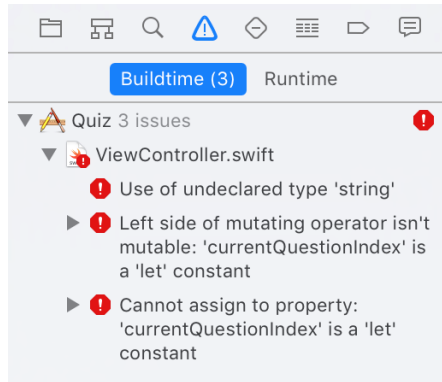 Buildtime (3) Runtime
Quiz 3 issues
ViewController.swift
Use of undeclared type 'string'
Left side of mutating operator isn't
mutable: 'currentQuestionIndex' is
a 'let' constant
Cannot assign to property:
'currentQuestionIndex' is a 'let'
constant